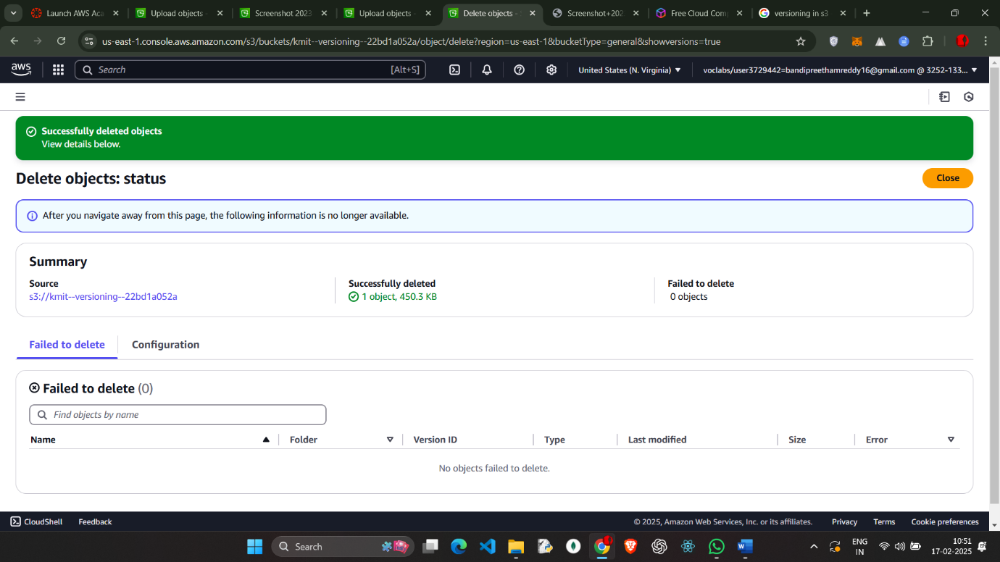 Launch AWS Aca
Upload objects -
Screenshot 2023
Upload objects -
Delete objects - S
Screenshot+202
Free Cloud Comp
versioning in s3
us-east-1.console.aws.amazon.com/s3/buckets/kmit--versioning--22bd1a052a/object/delete?region=us-east-1&bucketType=general&showversions=true
aws
Search
[Alt+S]
United States (N. Virginia)
voclabs/user3729442=bandipreethamreddy16@gmail.com @ 3252-133...
Successfully deleted objects
View details below.
Delete objects: status
Close
After you navigate away from this page, the following information is no longer available.
Summary
Source
s3://kmit--versioning--22bd1a052a
Successfully deleted
1 object, 450.3 KB
Failed to delete
0 objects
Failed to delete
Configuration
Failed to delete (0)
Find objects by name
Name
Folder
Version ID
Type
Last modified
Size
Error
No objects failed to delete.
CloudShell
Feedback
© 2025, Amazon Web Services, Inc. or its affiliates.
Privacy
Terms
Cookie preferences
Search
ENG
IN
10:51
17-02-2025